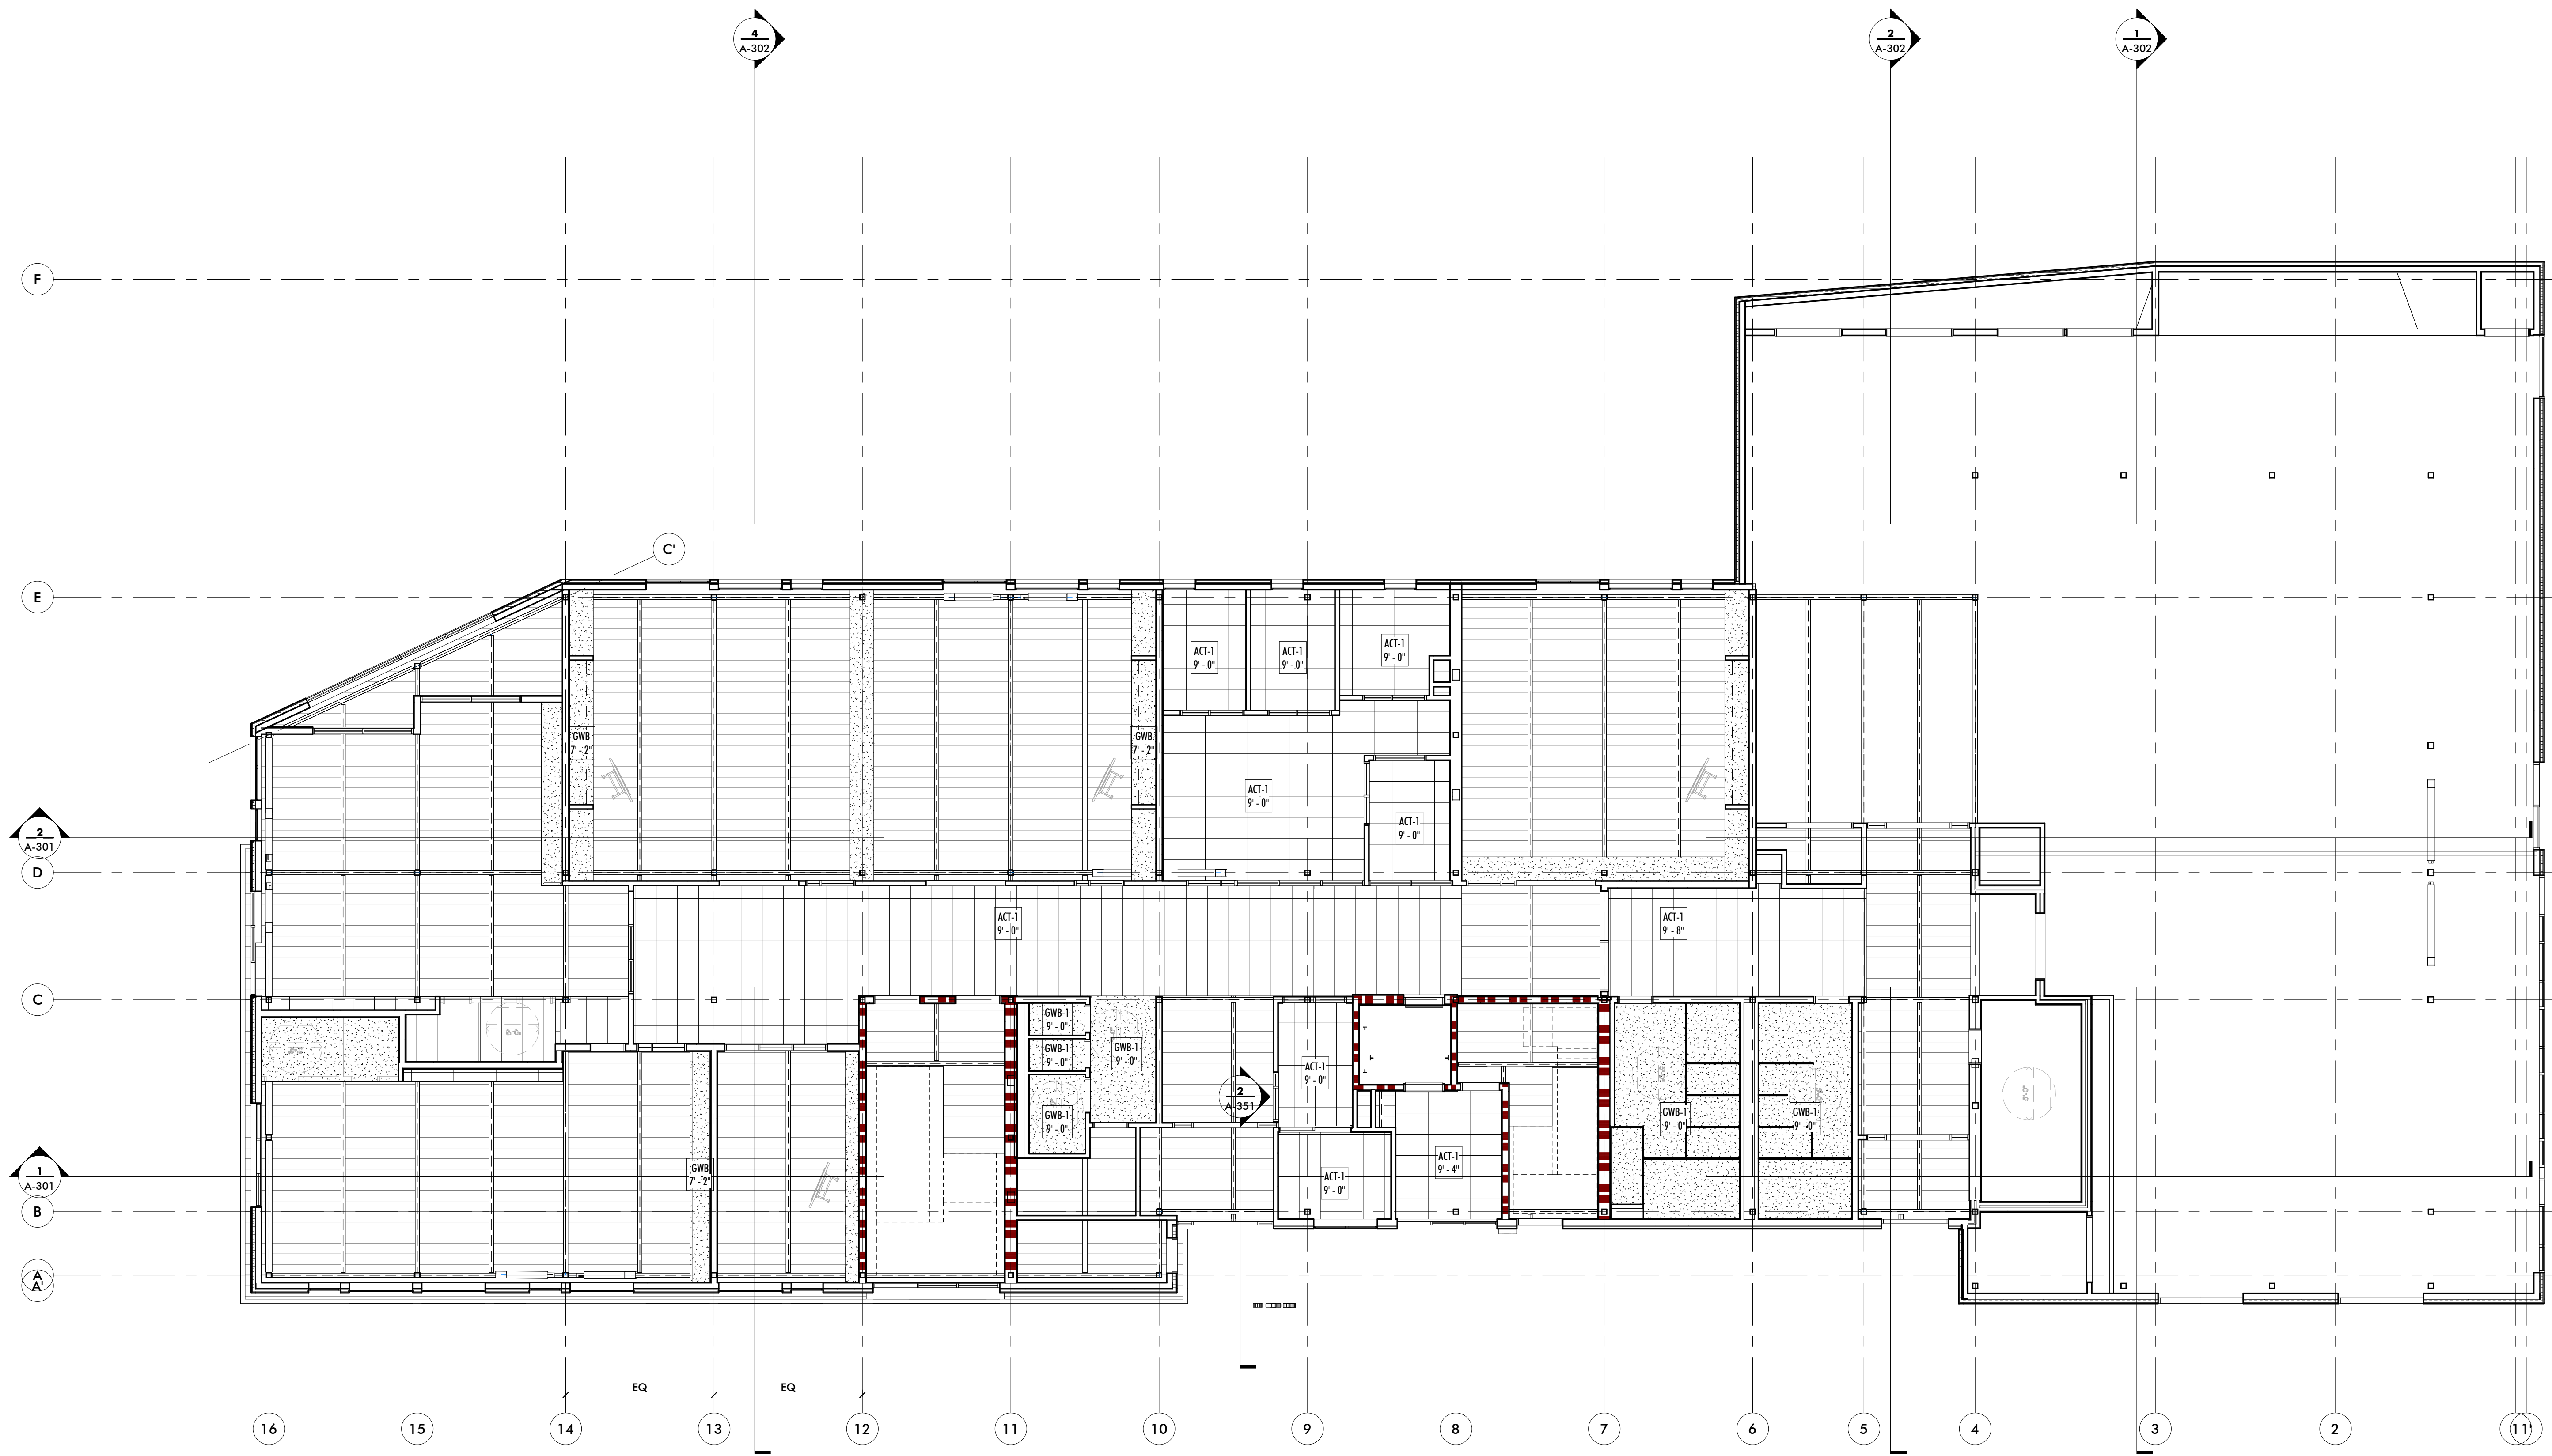 4
A-302
2
A-302
1
A-302
F
C'
E
ACT-1
9' - 0"
ACT-1
9' - 0"
ACT-1
9' - 0"
GWB
7' - 2"
GWB
7' - 2"
ACT-1
9' - 0"
ACT-1
9' - 0"
2
A-301
D
ACT-1
9' - 0"
ACT-1
9' - 8"
C
GWB-1
9' - 0"
GWB-1
9' - 0"
GWB-1
9' - 0"
GWB-1
9' - 0"
ACT-1
9' - 0"
2
A-351
GWB-1
9' - 0"
GWB-1
9' - 0"
ACT-1
9' - 4"
ACT-1
9' - 0"
GWB
7' - 2"
1
A-301
B
A
A'
EQ
EQ
16
15
14
13
12
11
10
9
8
7
6
5
4
3
2
1
1'